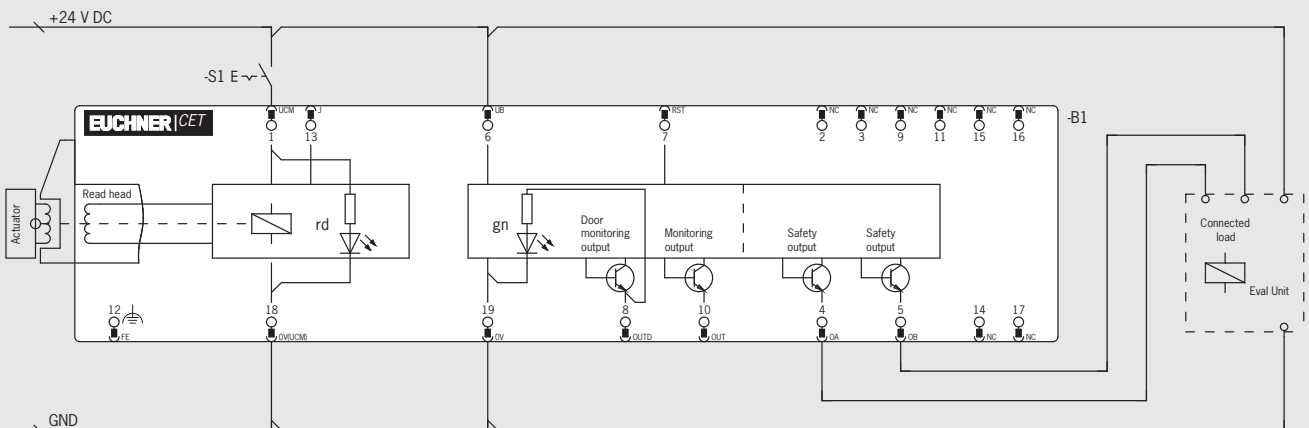 +24 V DC
-S1 E
UCM
J
UB
RST
NC
NC
NC
NC
NC
NC
-B1
EUCHNER|CET
1
13
6
7
2
3
9
11
15
16
Actuator
Read head
rd
gn
Door
monitoring
output
Monitoring
output
Safety
output
Safety
output
Connected
load
Eval Unit
12
18
19
8
10
4
5
14
17
FE
0V(UCM)
0V
OUTD
OUT
OA
OB
NC
NC
GND